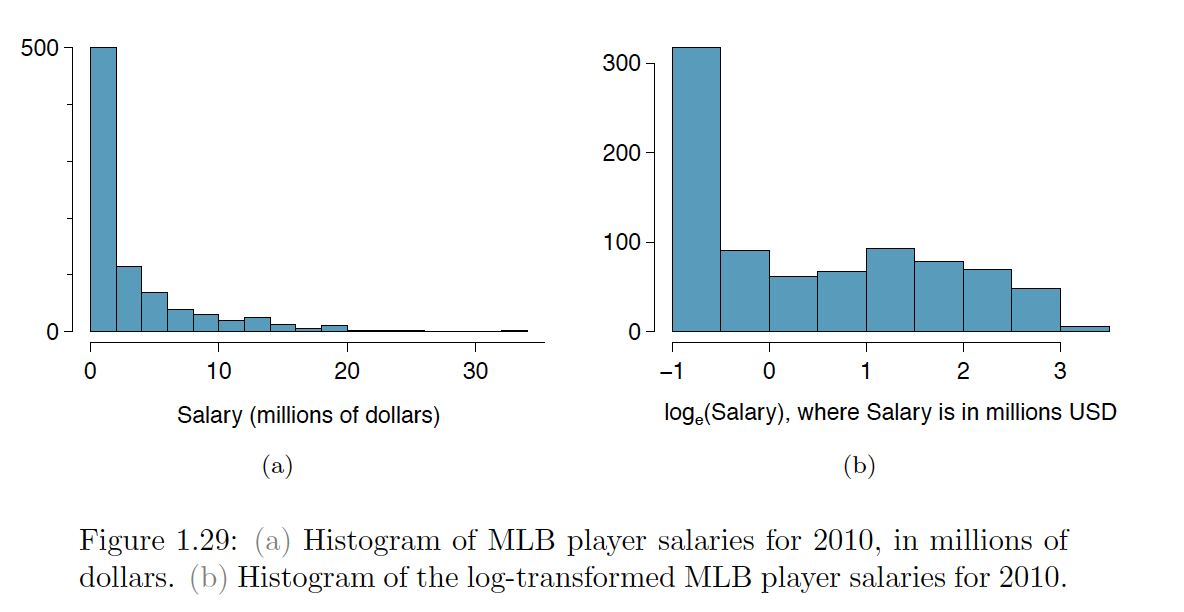 500
0
0 10 20 30
Salary (millions of dollars)
(a)
300
200
100
0
−1 0 1 2 3
logₑ(Salary), where Salary is in millions USD
(b)
Figure 1.29: (a) Histogram of MLB player salaries for 2010, in millions of
dollars. (b) Histogram of the log-transformed MLB player salaries for 2010.